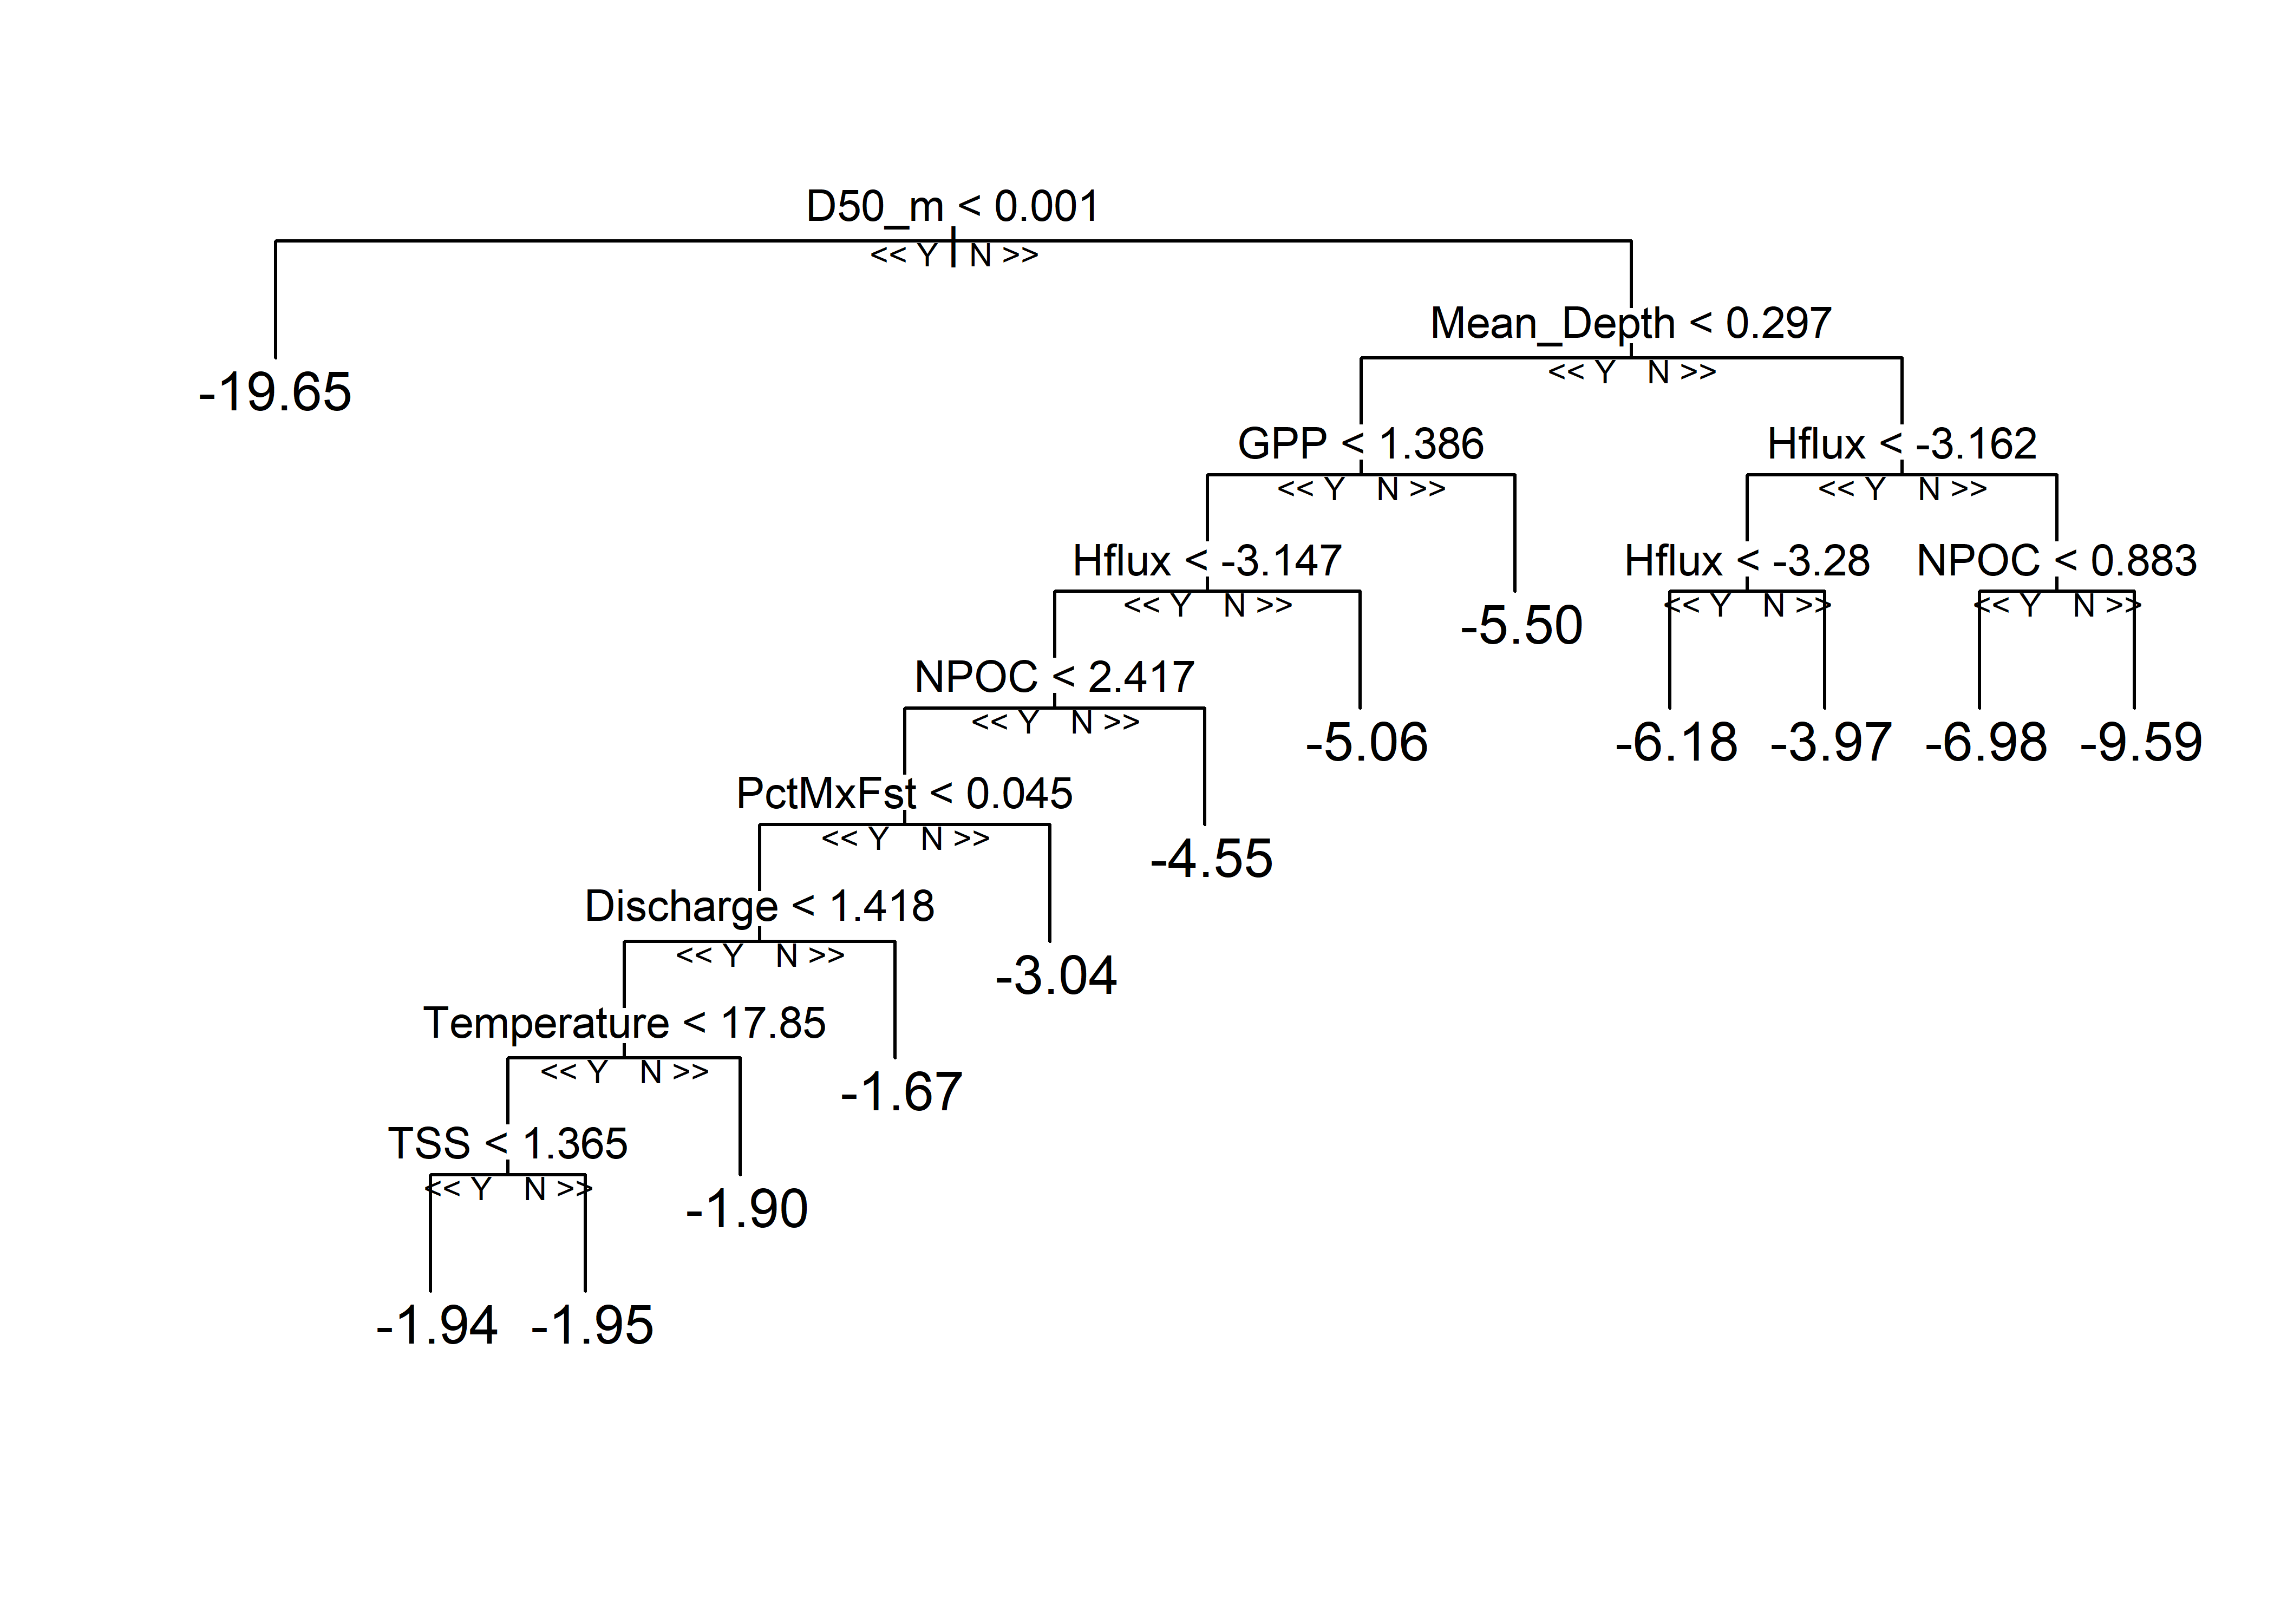 D50_m < 0.001
<< Y N >>
Mean_Depth < 0.297
<< Y N >>
-19.65
GPP < 1.386
Hflux < -3.162
<< Y N >>
<< Y N >>
Hflux < -3.147
Hflux < -3.28
NPOC < 0.883
<< Y N >>
<< Y N >>
<< Y N >>
-5.50
NPOC < 2.417
<< Y N >>
-5.06
-6.18
-3.97
-6.98
-9.59
PctMxFst < 0.045
<< Y N >>
-4.55
Discharge < 1.418
<< Y N >>
-3.04
Temperature < 17.85
<< Y N >>
-1.67
TSS < 1.365
<< Y N >>
-1.90
-1.94
-1.95